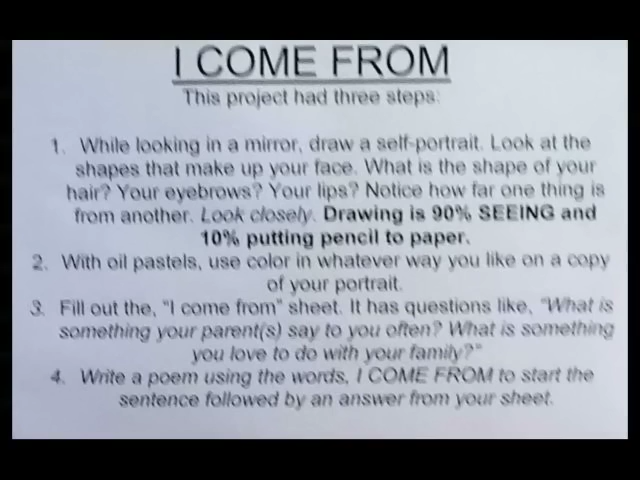 I COME FROM
This project had three steps:
1. While looking in a mirror, draw a self-portrait. Look at the
shapes that make up your face. What is the shape of your
hair? Your eyebrows? Your lips? Notice how far one thing is
from another. Look closely. Drawing is 90% SEEING and
10% putting pencil to paper.
2. With oil pastels, use color in whatever way you like on a copy
of your portrait.
3. Fill out the, "I come from" sheet. It has questions like, "What is
something your parent(s) say to you often? What is something
you love to do with your family?"
4. Write a poem using the words, I COME FROM to start the
sentence followed by an answer from your sheet.